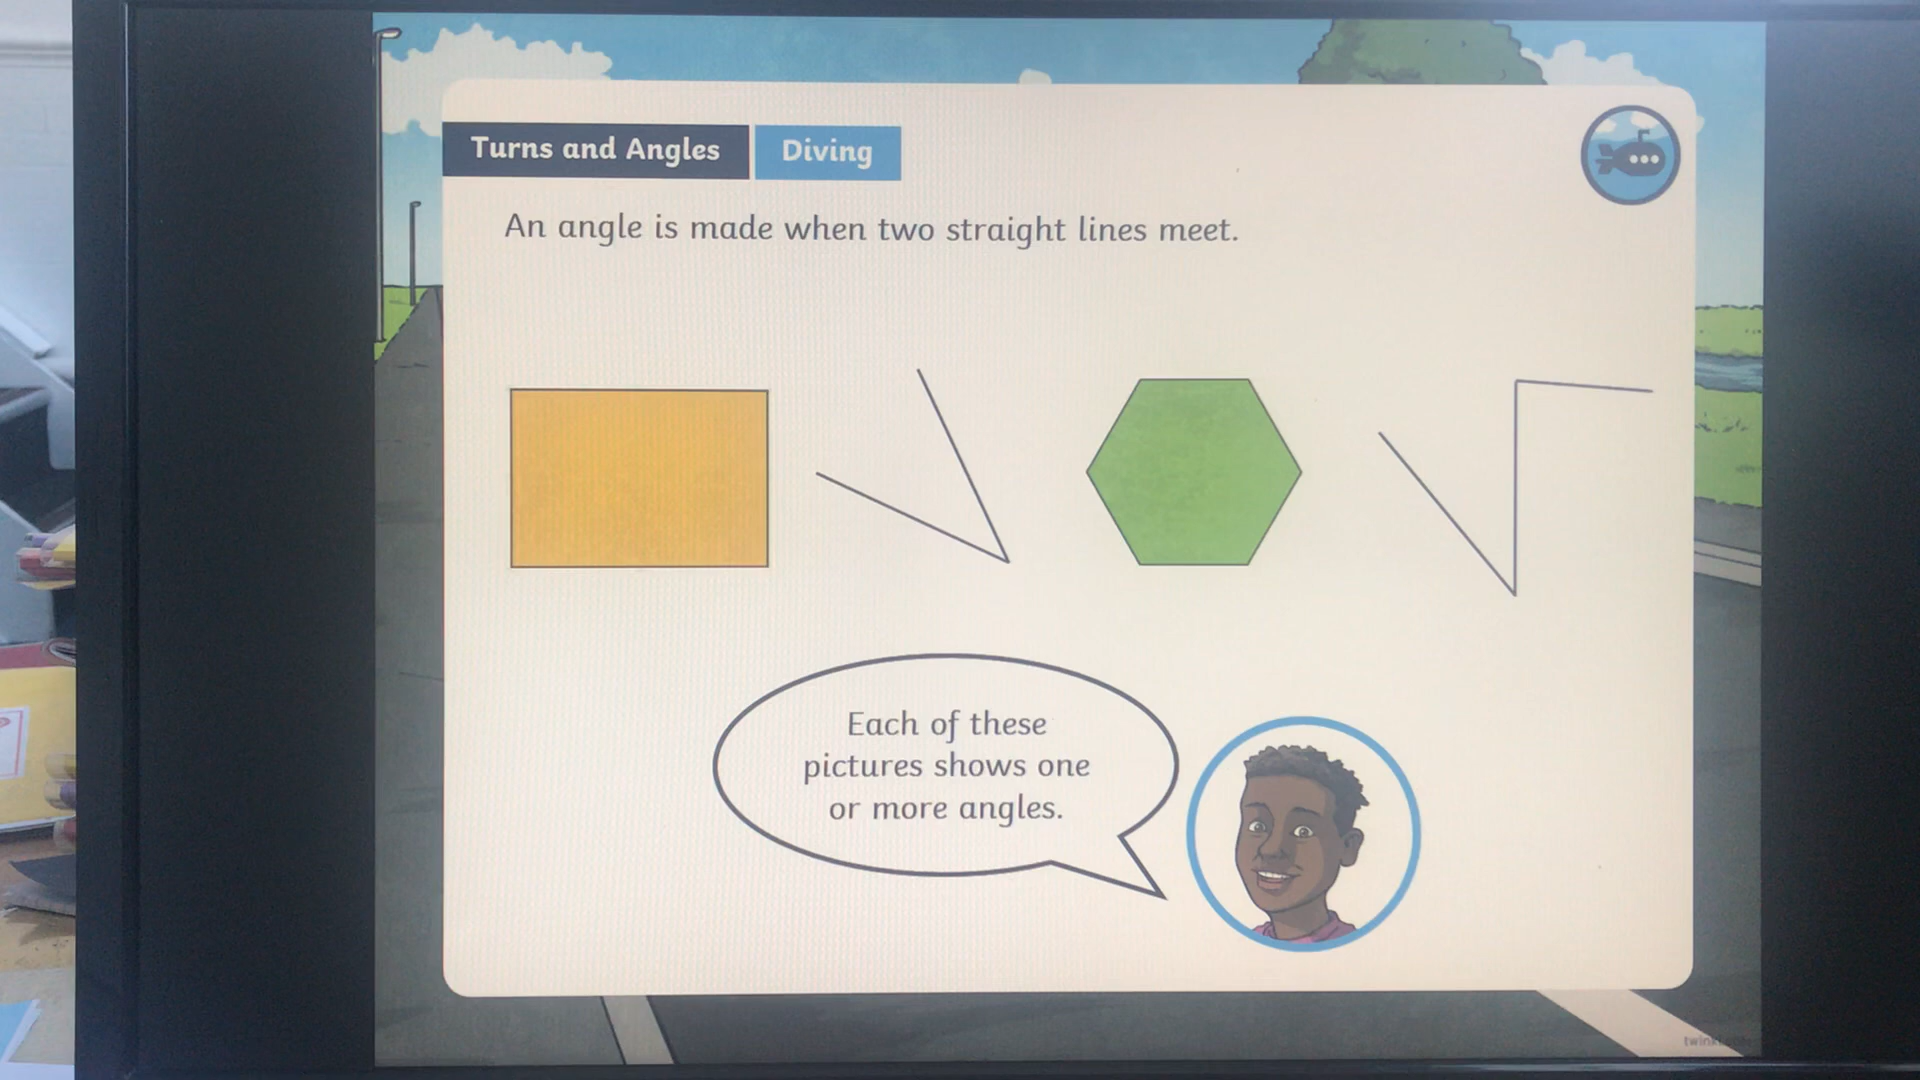 Turns and Angles Diving
An angle is made when two straight lines meet.
Each of these
pictures shows one
or more angles.